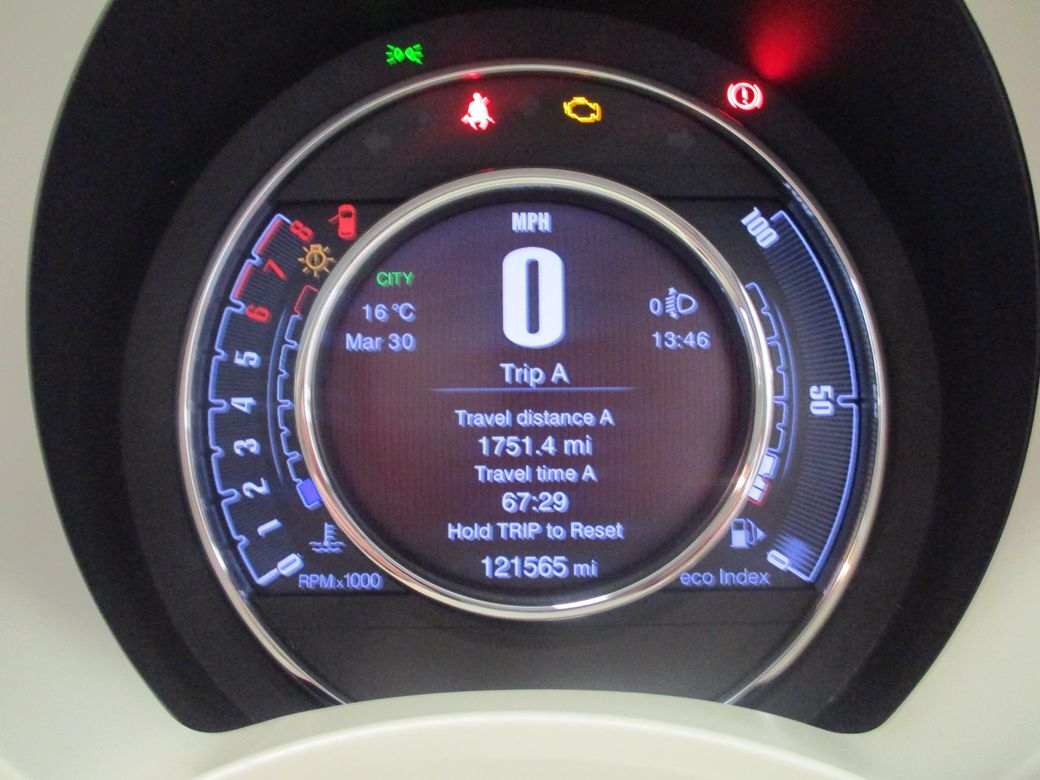 MPH
0
CITY
16°C
Mar 30
0
13:46
Trip A
Travel distance A
1751.4 mi
Travel time A
67:29
Hold TRIP to Reset
121565 mi
8
7
6
5
4
3
2
1
0
RPM x1000
100
50
0
eco Index